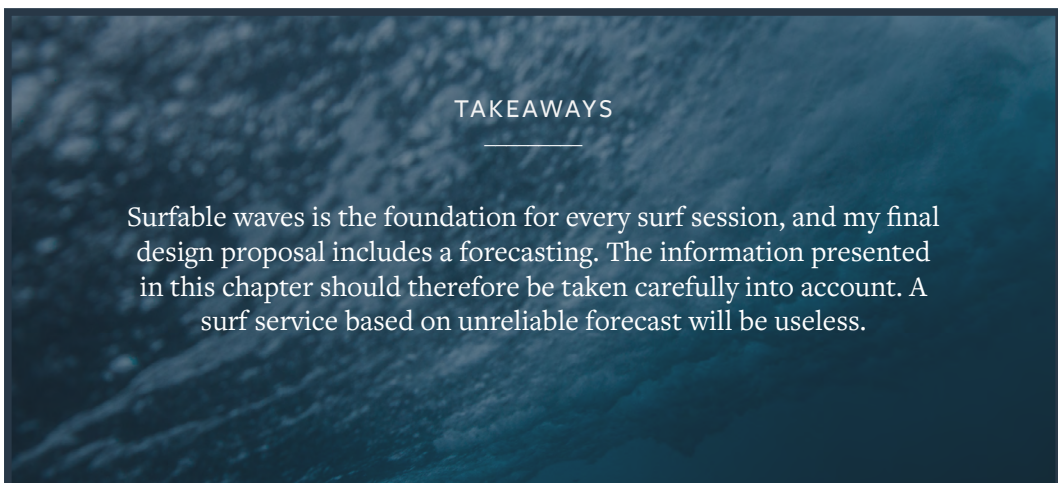 TAKEAWAYS
Surfable waves is the foundation for every surf session, and my final
design proposal includes a forecasting. The information presented
in this chapter should therefore be taken carefully into account. A
surf service based on unreliable forecast will be useless.